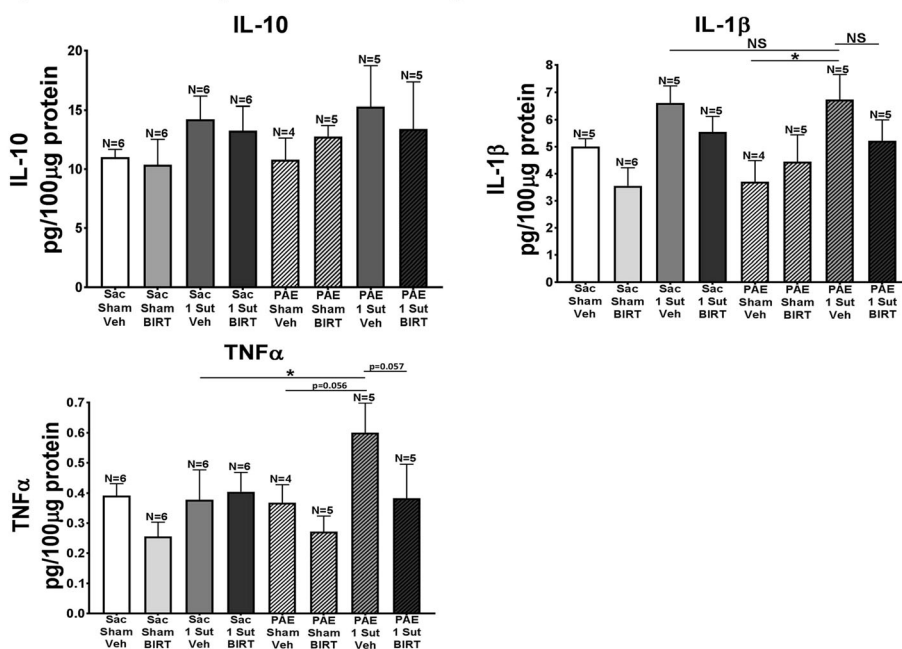 IL-10
IL-10
pg/100µg protein
20
15
10
5
0
N=6
N=6
N=6
N=6
N=4
N=5
N=5
N=5
Sac Sac Sac Sac PAE PAE PAE PAE
Sham Sham 1 Sut 1 Sut Sham Sham 1 Sut 1 Sut
Veh BIRT Veh BIRT Veh BIRT Veh BIRT
IL-1β
IL-1β
pg/100µg protein
8
7
6
5
4
3
2
1
0
NS
NS
*
N=5
N=6
N=5
N=5
N=4
N=5
N=5
N=5
Sac Sac Sac Sac PAE PAE PAE PAE
Sham Sham 1 Sut 1 Sut Sham Sham 1 Sut 1 Sut
Veh BIRT Veh BIRT Veh BIRT Veh BIRT
TNFα
TNFα
pg/100µg protein
0.7
0.6
0.5
0.4
0.3
0.2
0.1
0.0
*
p=0.057
p=0.056
N=6
N=6
N=6
N=6
N=4
N=5
N=5
N=5
Sac Sac Sac Sac PAE PAE PAE PAE
Sham Sham 1 Sut 1 Sut Sham Sham 1 Sut 1 Sut
Veh BIRT Veh BIRT Veh BIRT Veh BIRT